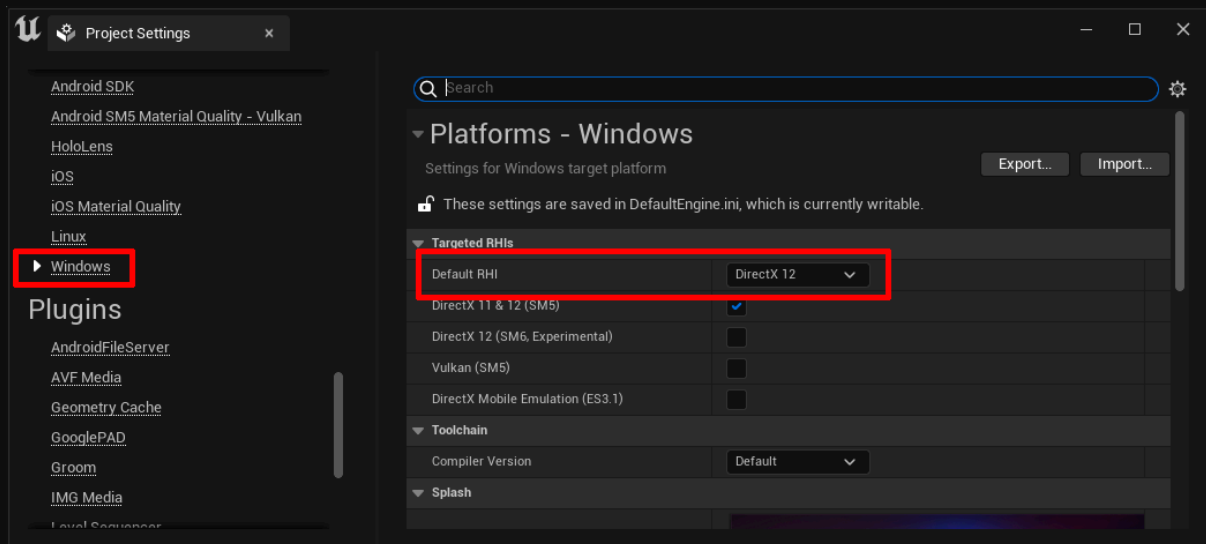 Project Settings
Android SDK
Android SM5 Material Quality - Vulkan
HoloLens
iOS
iOS Material Quality
Linux
Windows
Plugins
AndroidFileServer
AVF Media
Geometry Cache
GooglePAD
Groom
IMG Media
Level Sequencer
Search
Platforms - Windows
Settings for Windows target platform
Export...
Import...
These settings are saved in DefaultEngine.ini, which is currently writable.
Targeted RHIs
Default RHI DirectX 12
DirectX 11 & 12 (SM5)
DirectX 12 (SM6, Experimental)
Vulkan (SM5)
DirectX Mobile Emulation (ES3.1)
Toolchain
Compiler Version Default
Splash